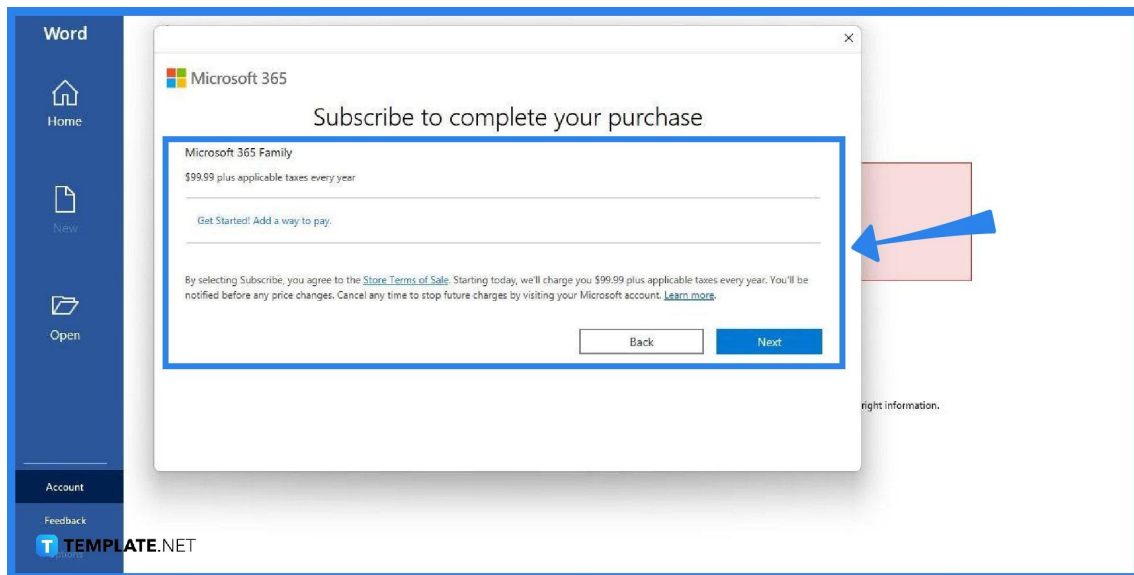 Word
Home
New
Open
Account
Feedback
Options
Microsoft 365
Subscribe to complete your purchase
Microsoft 365 Family
$99.99 plus applicable taxes every year
Get Started! Add a way to pay.
By selecting Subscribe, you agree to the Store Terms of Sale. Starting today, we'll charge you $99.99 plus applicable taxes every year. You'll be
notified before any price changes. Cancel any time to stop future charges by visiting your Microsoft account. Learn more.
Back
Next
right information.
T TEMPLATE.NET